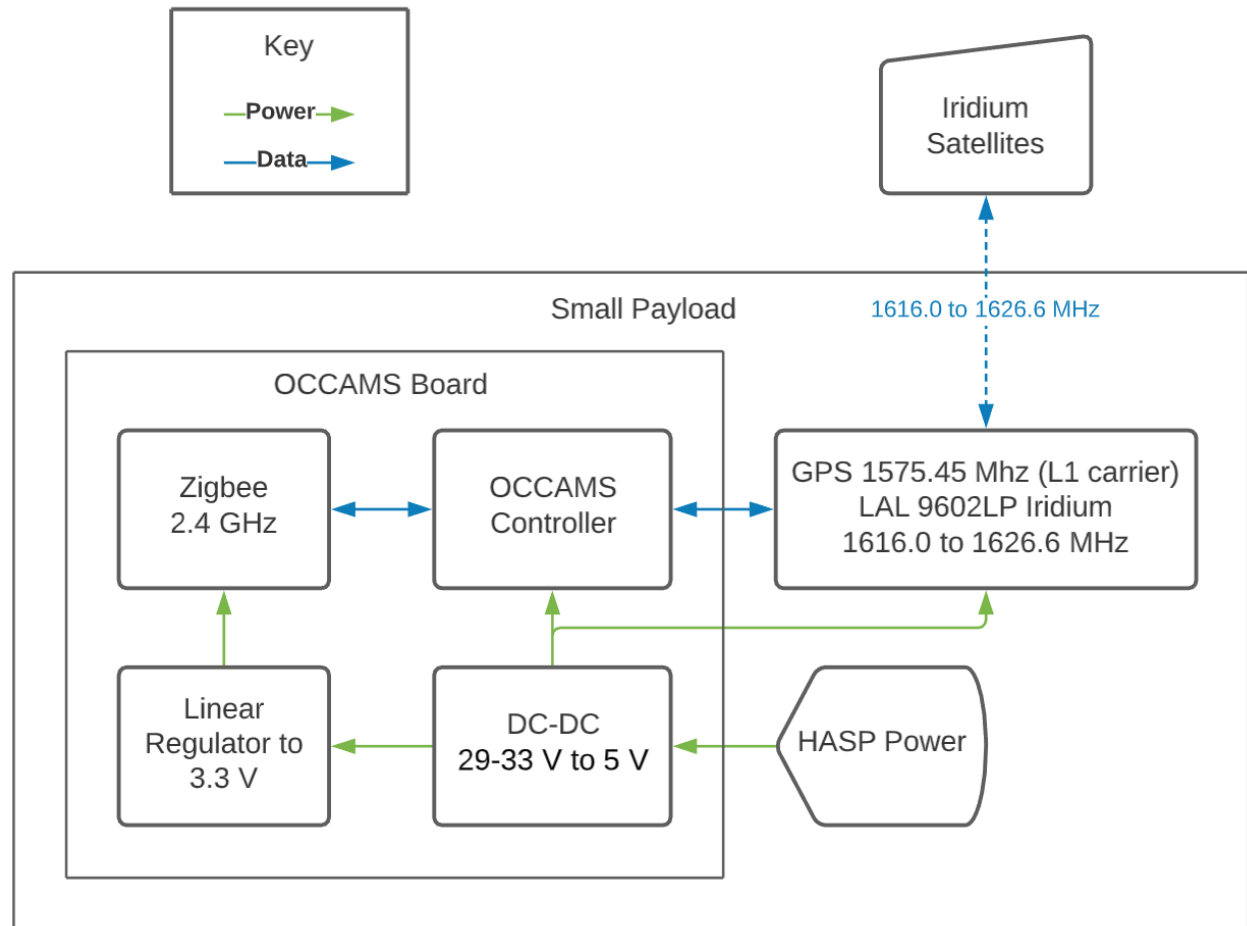 Key
Power
Data
Iridium
Satellites
Small Payload
1616.0 to 1626.6 MHz
OCCAMS Board
Zigbee
2.4 GHz
OCCAMS
Controller
GPS 1575.45 Mhz (L1 carrier)
LAL 9602LP Iridium
1616.0 to 1626.6 MHz
Linear
Regulator to
3.3 V
DC-DC
29-33 V to 5 V
HASP Power